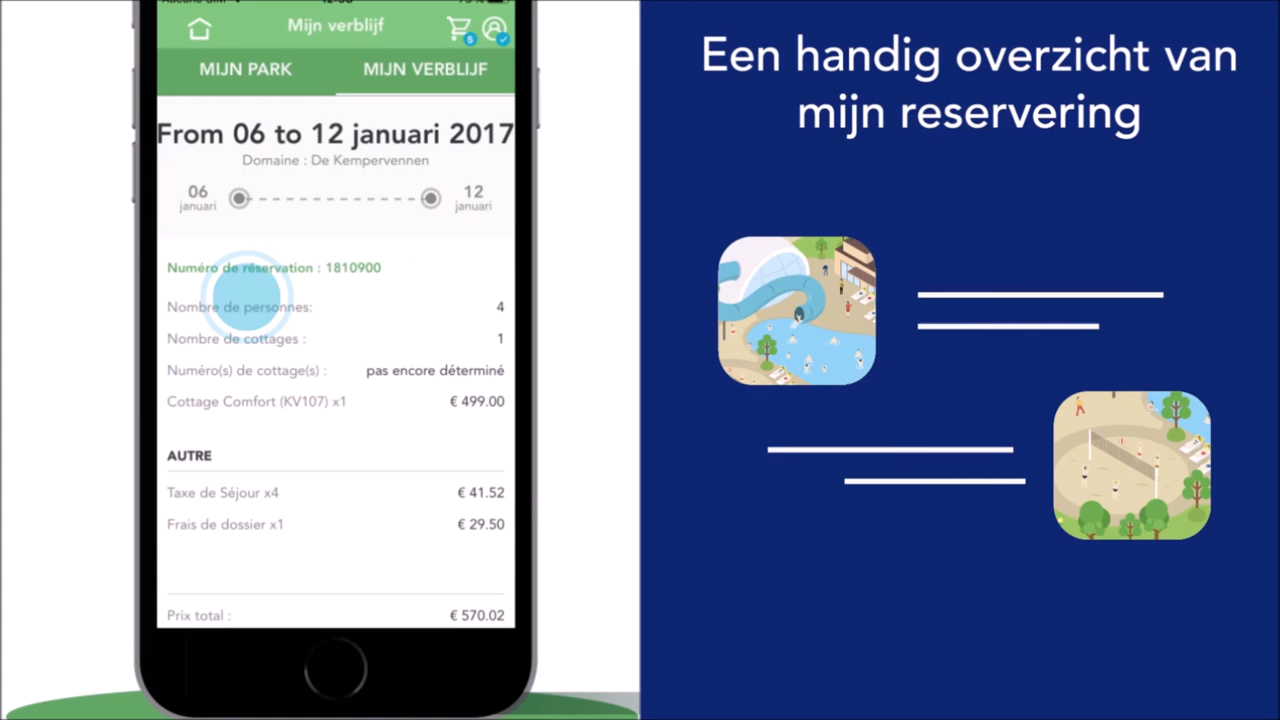 Mijn verblijf
5
MIJN PARK
MIJN VERBLIJF
From 06 to 12 januari 2017
Domaine : De Kempervennen
06
januari
12
januari
Numéro de réservation : 1810900
Nombre de personnes: 4
Nombre de cottages : 1
Numéro(s) de cottage(s) : pas encore déterminé
Cottage Comfort (KV107) x1 € 499.00
AUTRE
Taxe de Séjour x4 € 41.52
Frais de dossier x1 € 29.50
Prix total : € 570.02
Een handig overzicht van
mijn reservering